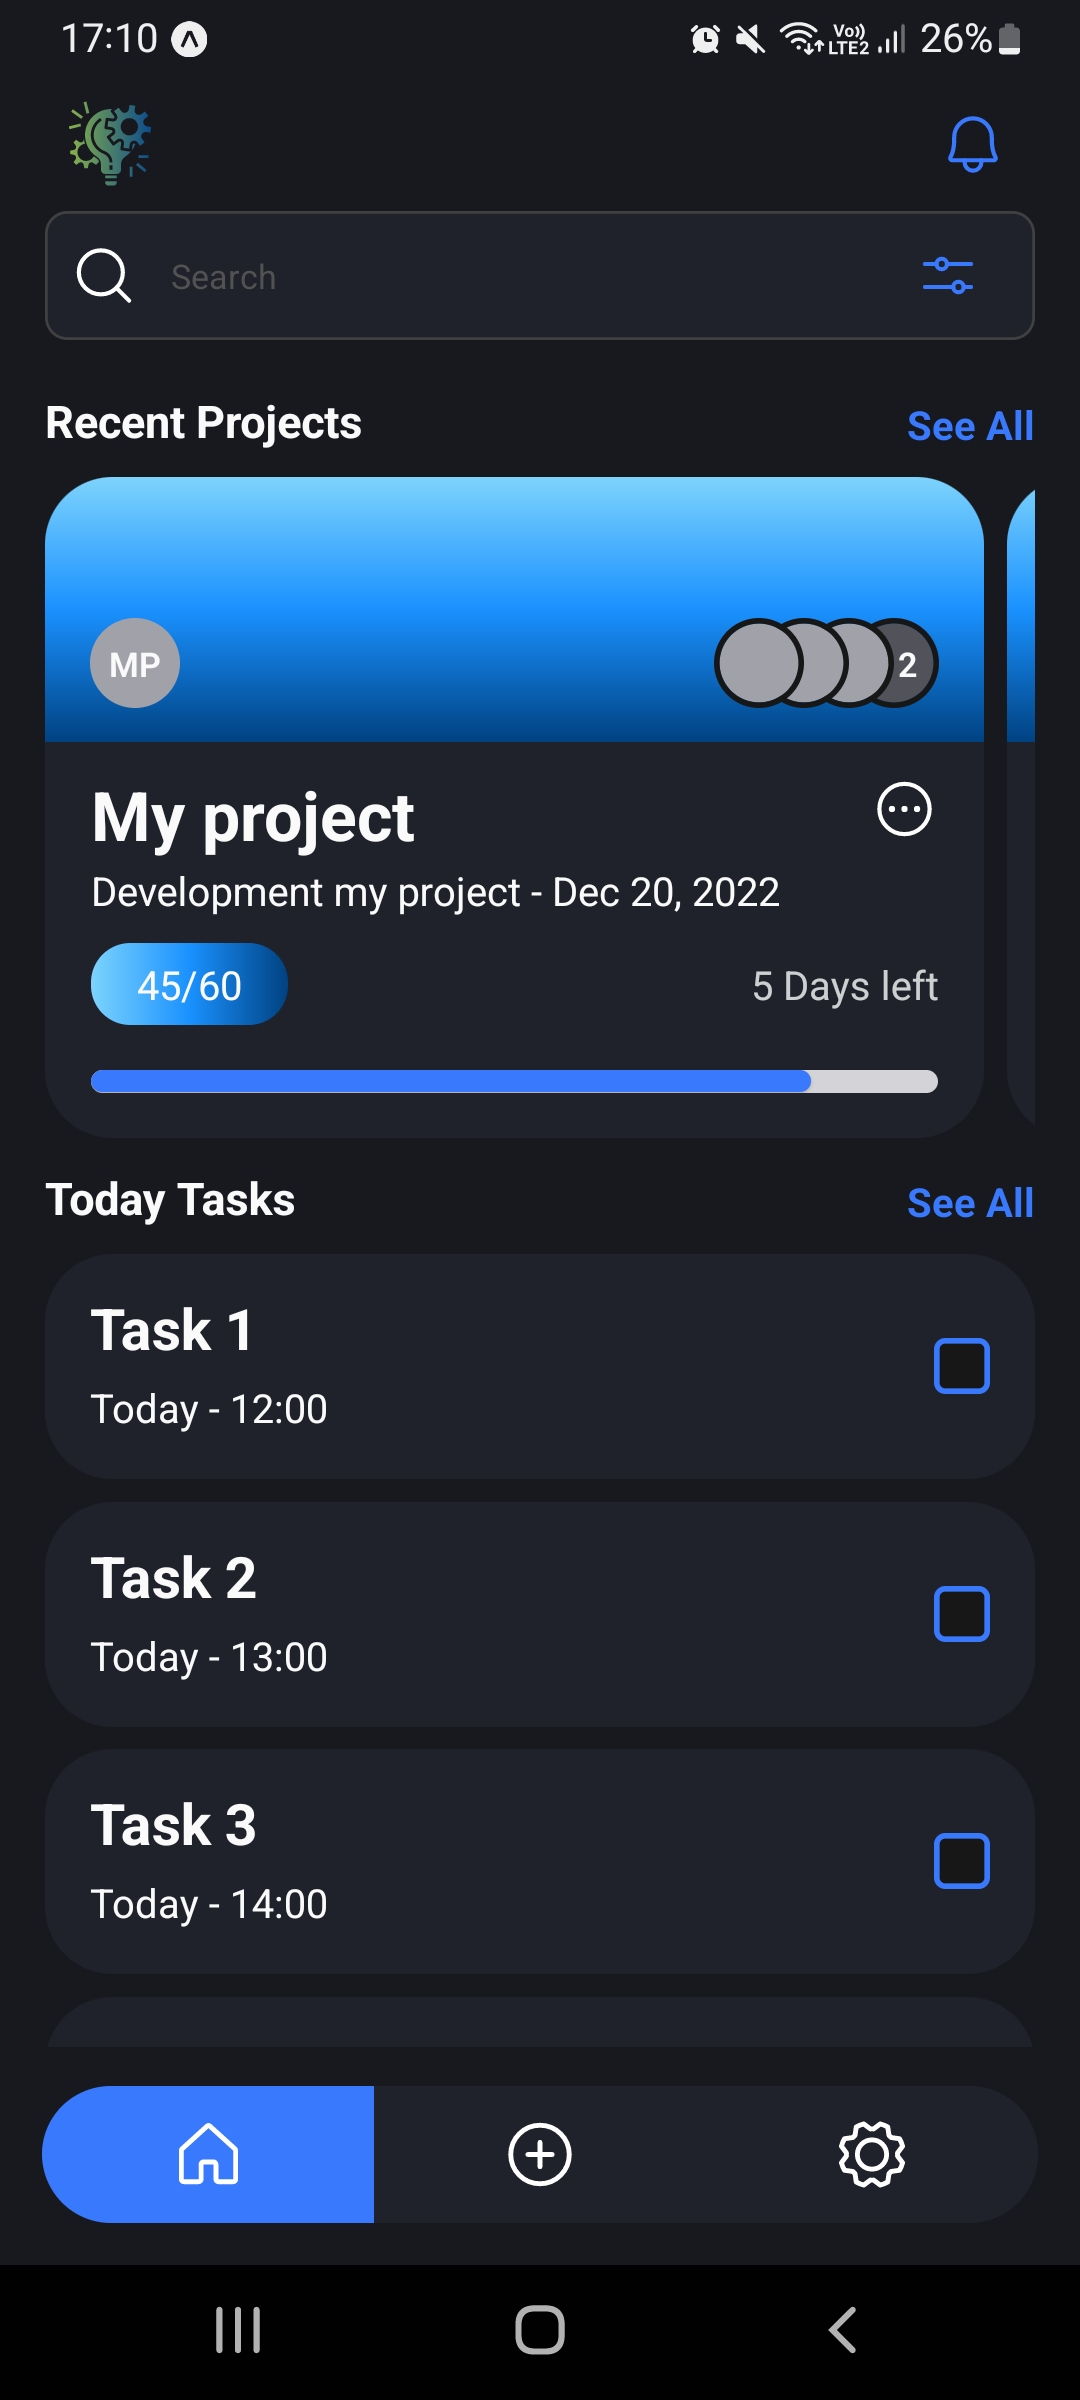 17:10 Vo)) LTE2 26%
Search
Recent Projects See All
MP 2
My project
Development my project - Dec 20, 2022
45/60 5 Days left
Today Tasks See All
Task 1
Today - 12:00
Task 2
Today - 13:00
Task 3
Today - 14:00